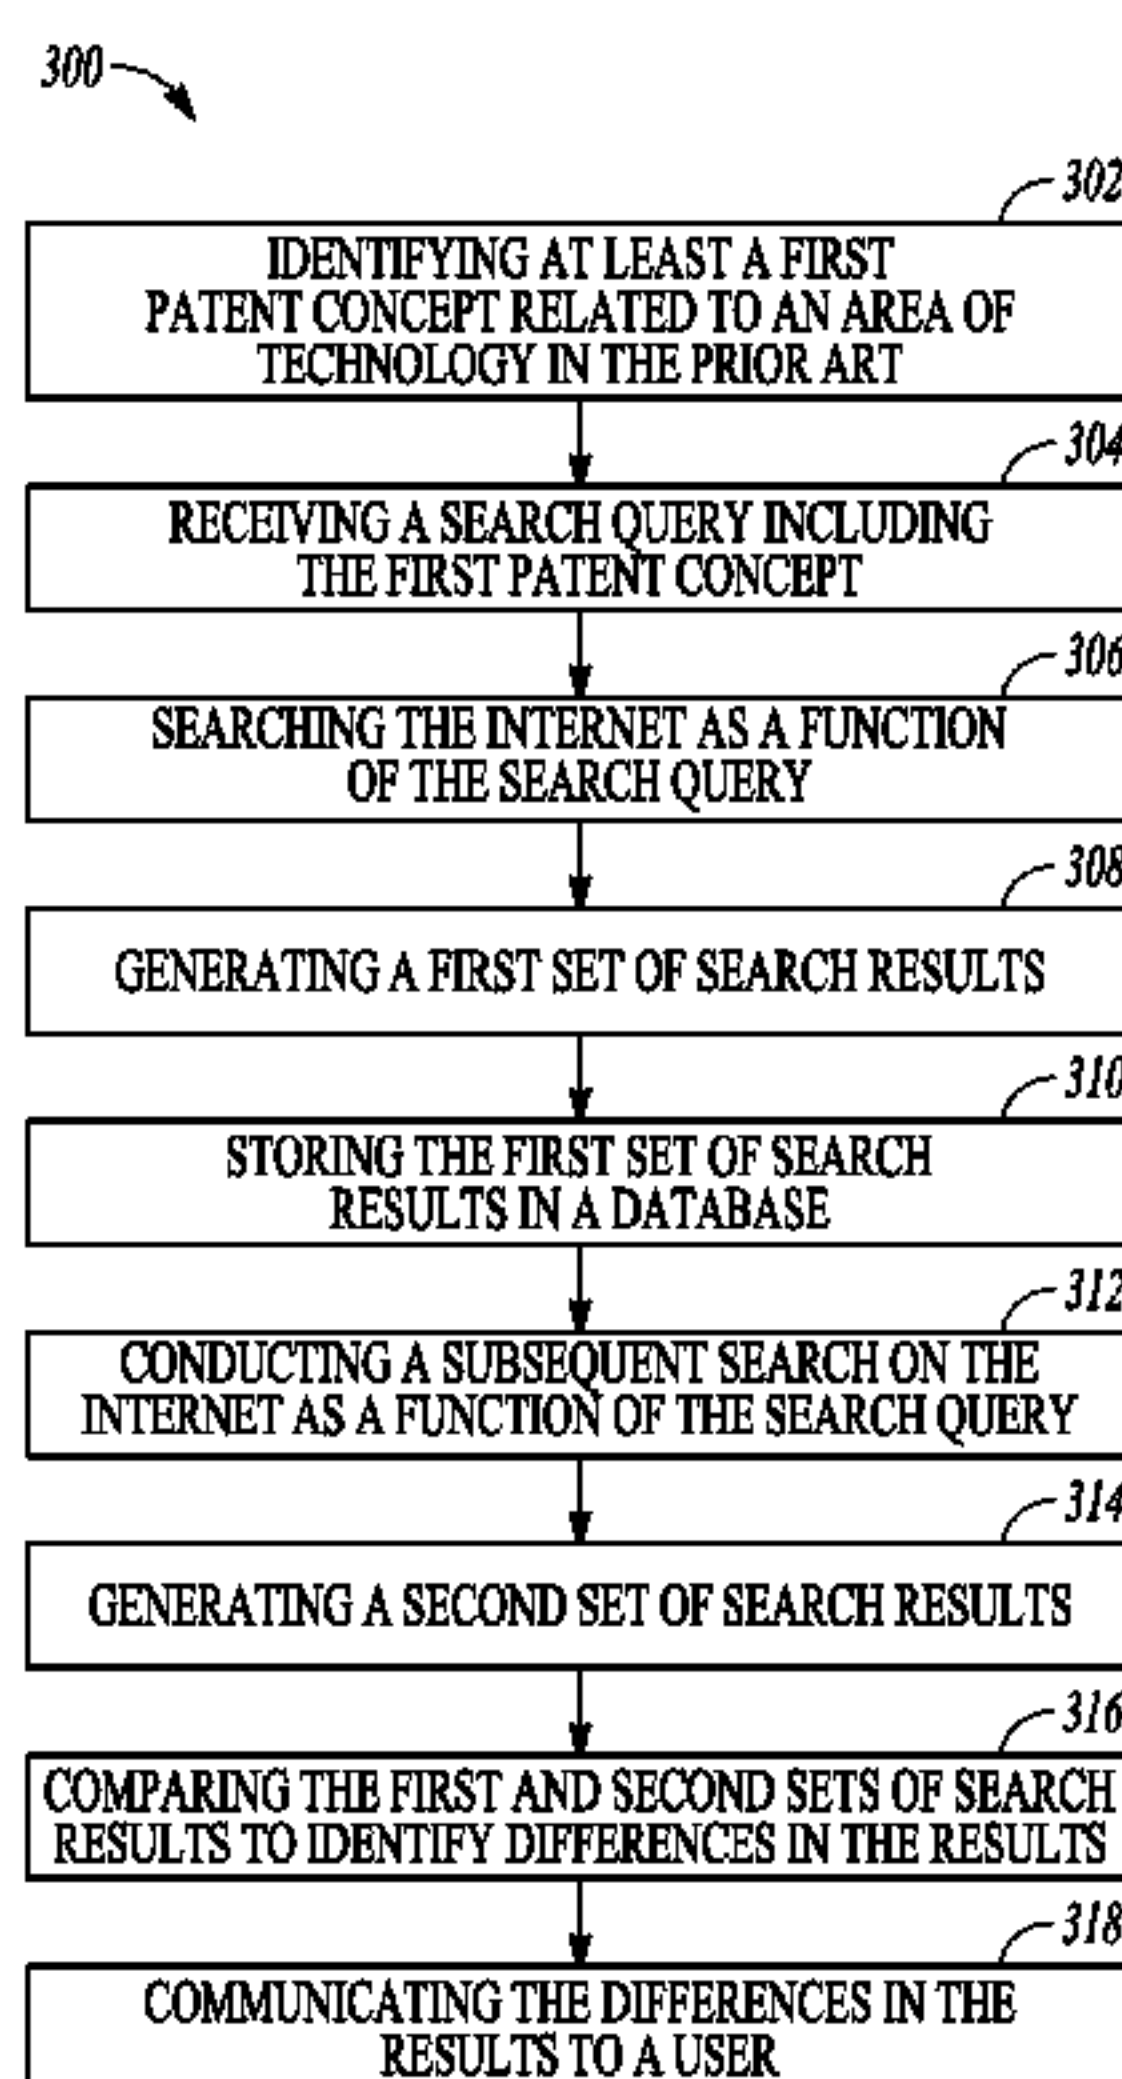 300
302
IDENTIFYING AT LEAST A FIRST
PATENT CONCEPT RELATED TO AN AREA OF
TECHNOLOGY IN THE PRIOR ART
304
RECEIVING A SEARCH QUERY INCLUDING
THE FIRST PATENT CONCEPT
306
SEARCHING THE INTERNET AS A FUNCTION
OF THE SEARCH QUERY
308
GENERATING A FIRST SET OF SEARCH RESULTS
310
STORING THE FIRST SET OF SEARCH
RESULTS IN A DATABASE
312
CONDUCTING A SUBSEQUENT SEARCH ON THE
INTERNET AS A FUNCTION OF THE SEARCH QUERY
314
GENERATING A SECOND SET OF SEARCH RESULTS
316
COMPARING THE FIRST AND SECOND SETS OF SEARCH
RESULTS TO IDENTIFY DIFFERENCES IN THE RESULTS
318
COMMUNICATING THE DIFFERENCES IN THE
RESULTS TO A USER